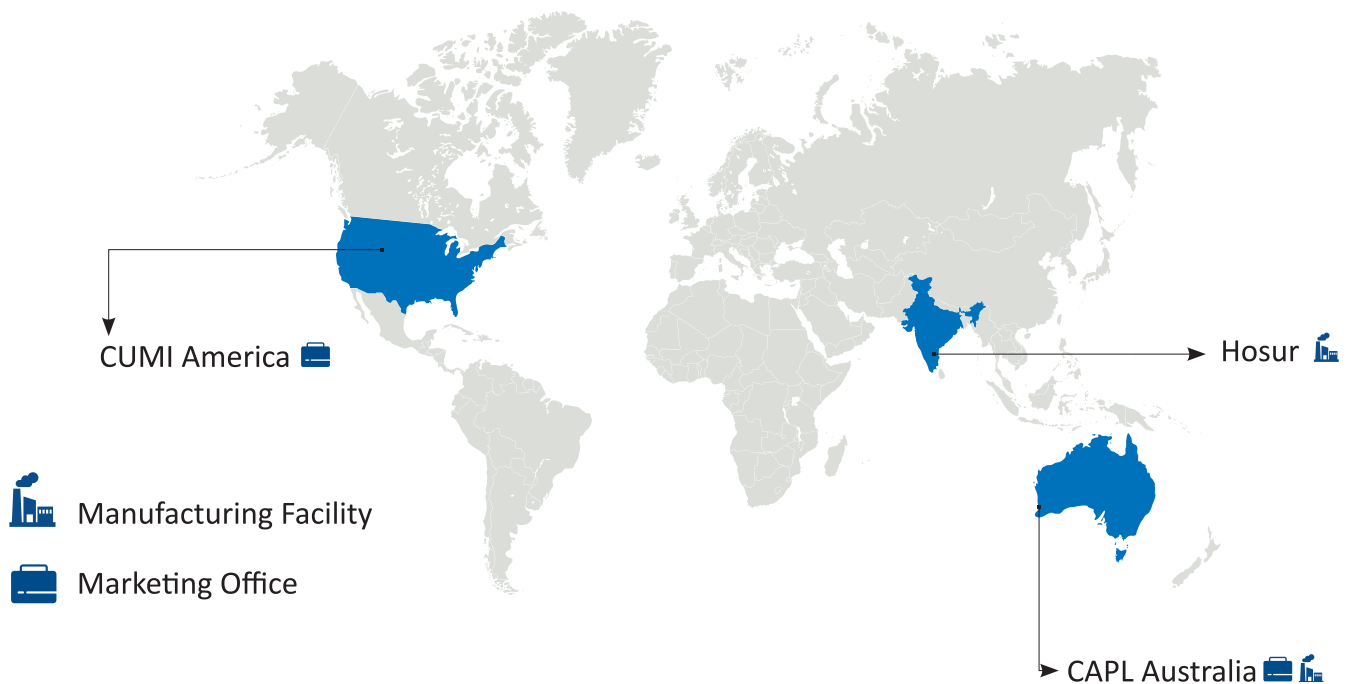 CUMI America
Hosur
Manufacturing Facility
Marketing Office
CAPL Australia